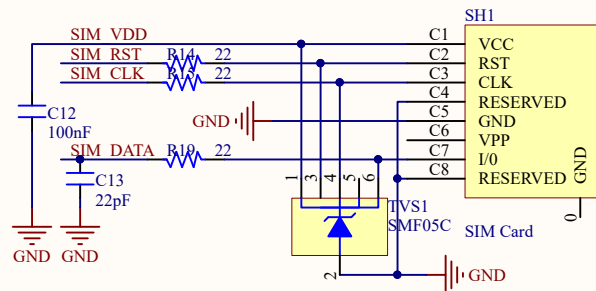 SH1
SIM_VDD
C1
VCC
SIM_RST
R14
22
C2
RST
SIM_CLK
R15
22
C3
CLK
C4
RESERVED
C12
100nF
GND
C5
GND
C6
VPP
SIM_DATA
R19
22
C7
I/0
C8
RESERVED
GND
0
C13
22pF
1
3
4
5
6
TVS1
SMF05C
SIM Card
2
GND
GND
GND